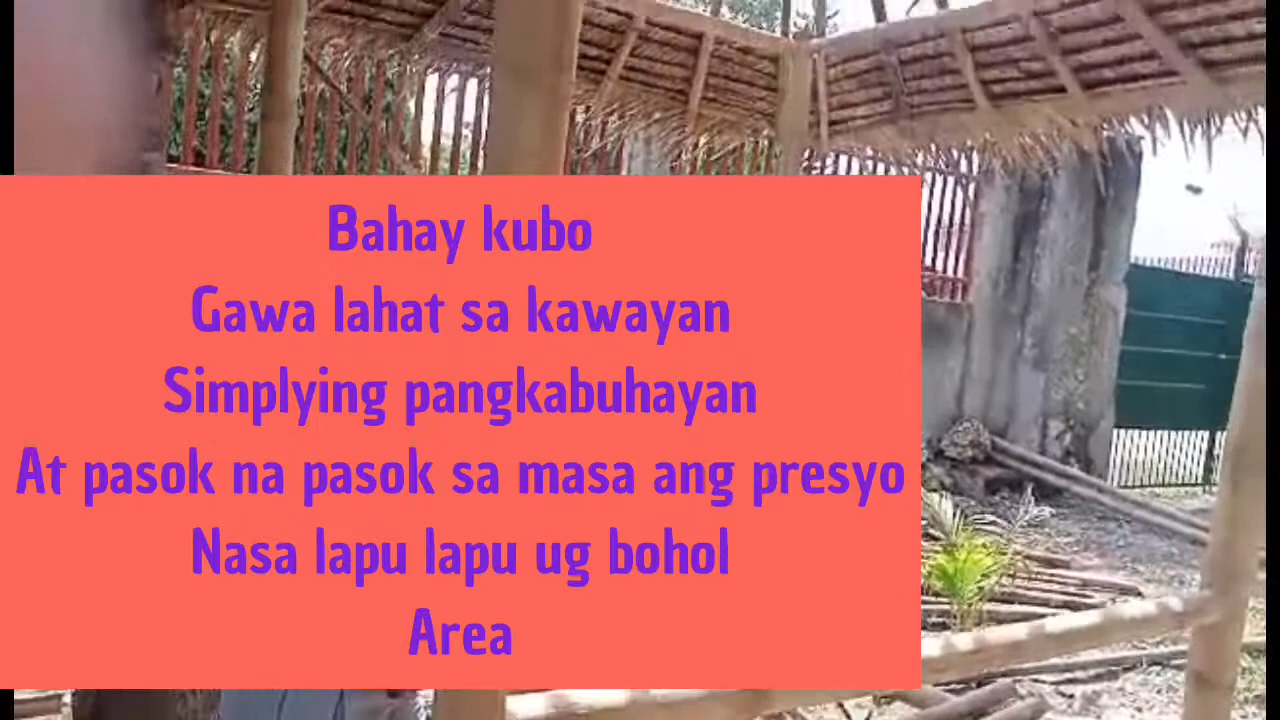 Bahay kubo
Gawa lahat sa kawayan
Simplying pangkabuhayan
At pasok na pasok sa masa ang presyo
Nasa lapu lapu ug bohol
Area